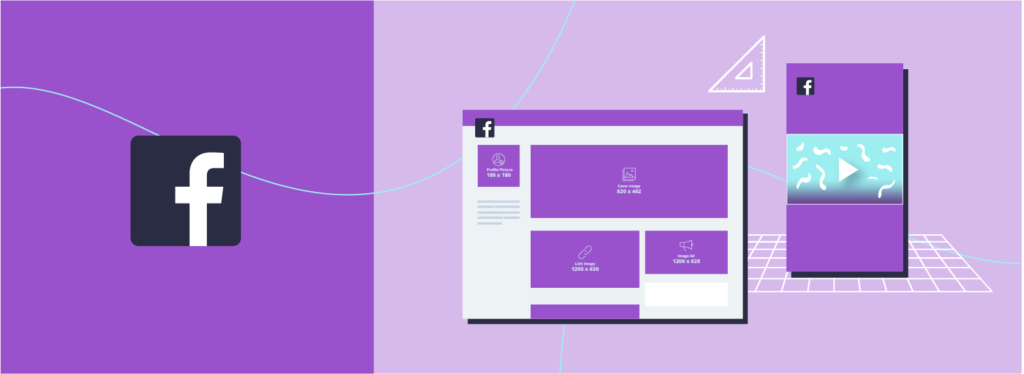 Profile Picture
180 x 180
Cover Image
820 x 462
Link Image
1200 x 630
Image Ad
1200 x 628